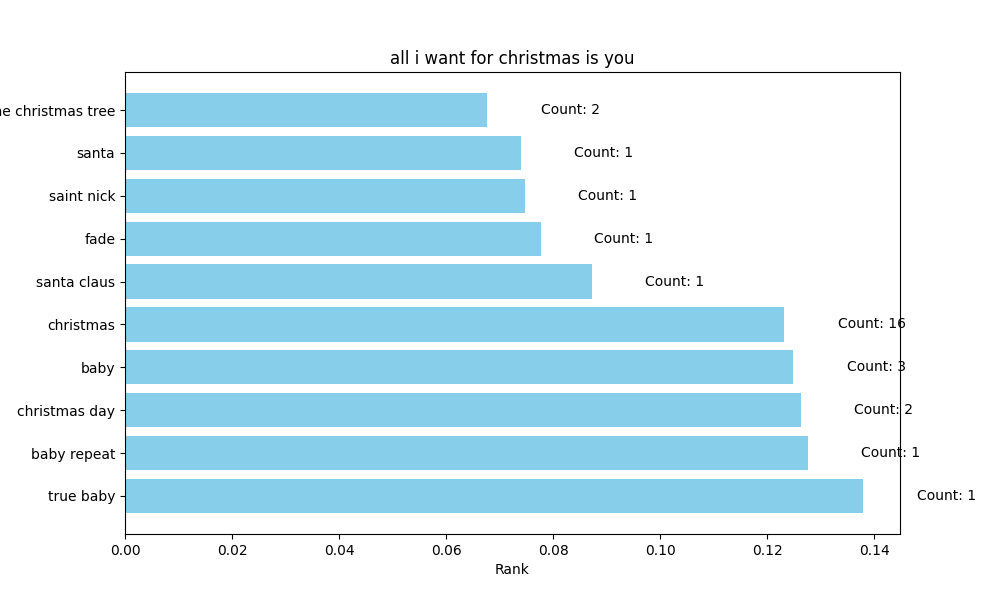 all i want for christmas is you
christmas tree Count: 2
santa Count: 1
saint nick Count: 1
fade Count: 1
santa claus Count: 1
christmas Count: 16
baby Count: 3
christmas day Count: 2
baby repeat Count: 1
true baby Count: 1
0.00 0.02 0.04 0.06 0.08 0.10 0.12 0.14
Rank